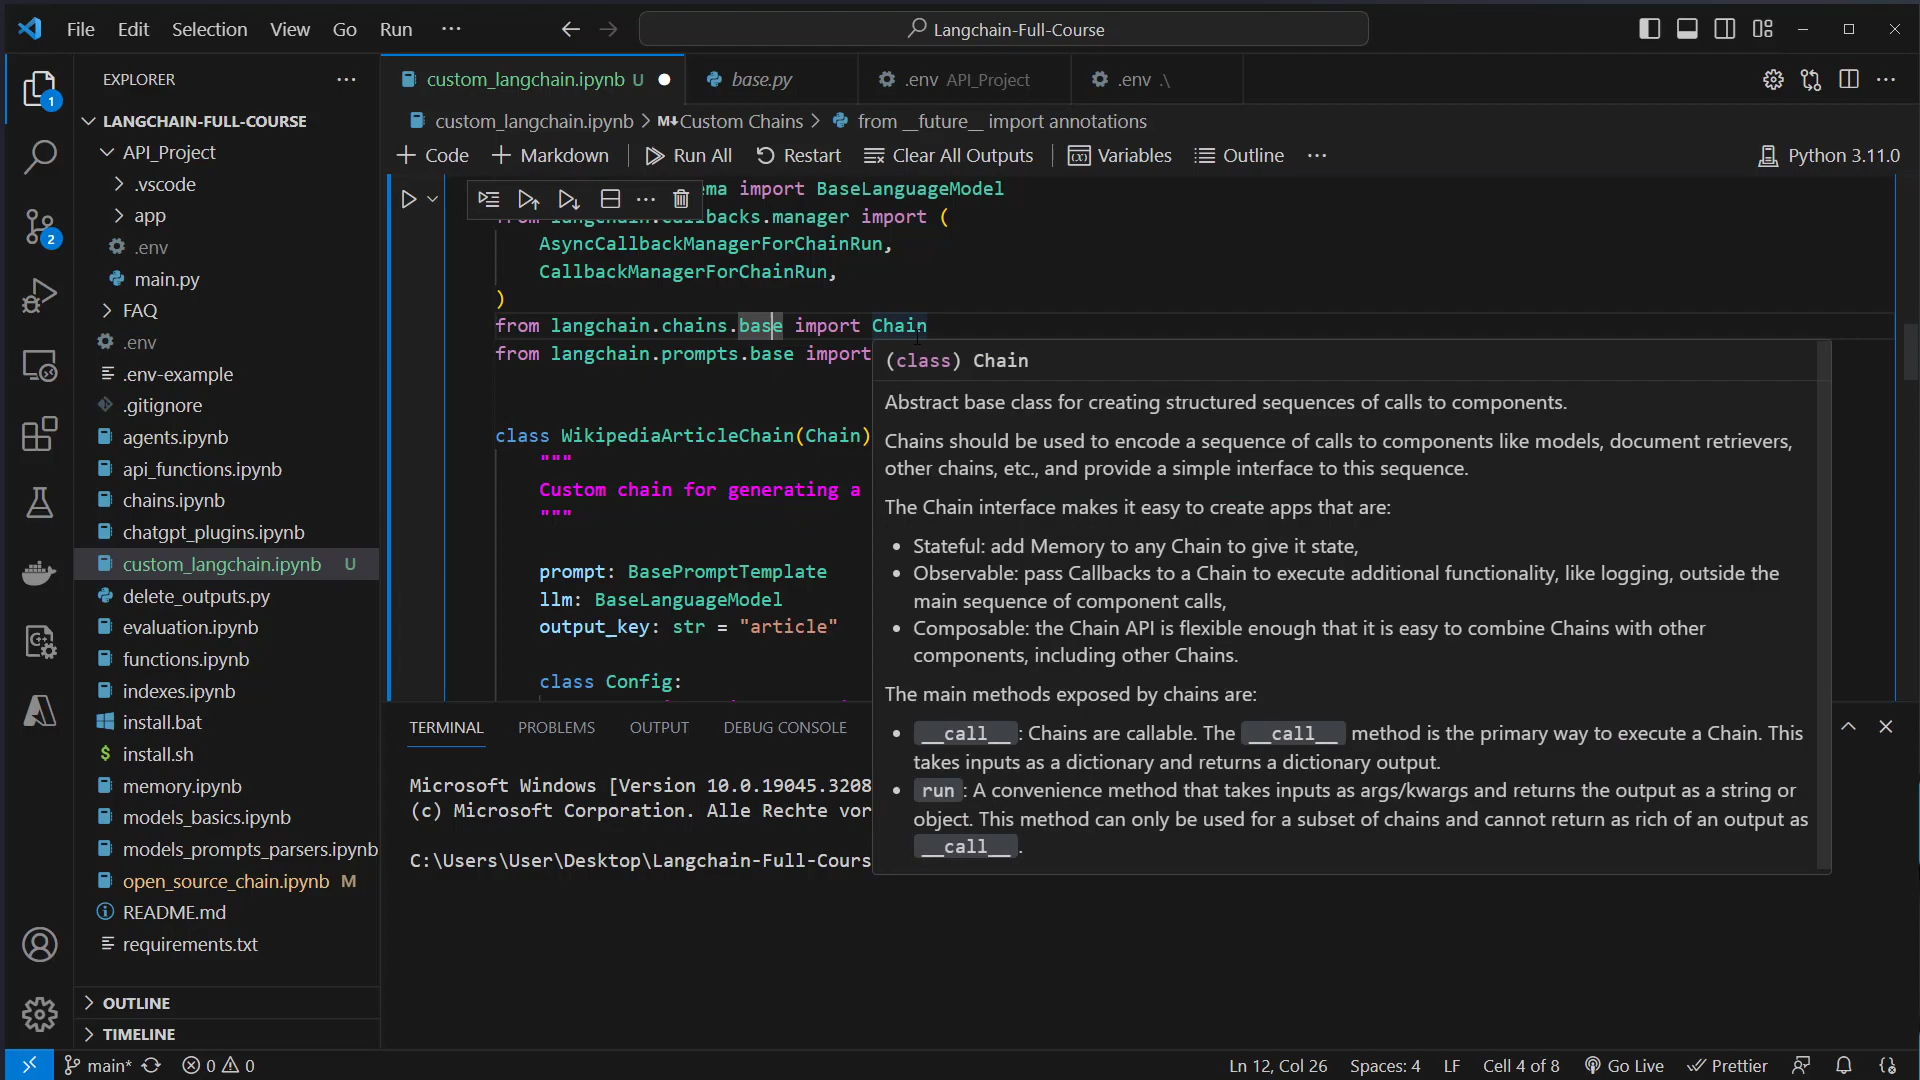 File Edit Selection View Go Run ···
Langchain-Full-Course
EXPLORER
1
2
LANGCHAIN-FULL-COURSE
API_Project
.vscode
app
.env
main.py
FAQ
.env
.env-example
.gitignore
agents.ipynb
api_functions.ipynb
chains.ipynb
chatgpt_plugins.ipynb
custom_langchain.ipynb U
delete_outputs.py
evaluation.ipynb
functions.ipynb
indexes.ipynb
install.bat
install.sh
memory.ipynb
models_basics.ipynb
models_prompts_parsers.ipynb
open_source_chain.ipynb M
README.md
requirements.txt
OUTLINE
TIMELINE
custom_langchain.ipynb U
base.py
.env API_Project
.env .\
custom_langchain.ipynb > M↓Custom Chains > from __future__ import annotations
+ Code + Markdown Run All Restart Clear All Outputs Variables Outline ···
Python 3.11.0
ma import BaseLanguageModel
backs.manager import (
AsyncCallbackManagerForChainRun,
CallbackManagerForChainRun,
)
from langchain.chains.base import Chain
from langchain.prompts.base import
class WikipediaArticleChain(Chain)
"""
Custom chain for generating a
"""
prompt: BasePromptTemplate
llm: BaseLanguageModel
output_key: str = "article"
class Config:
(class) Chain
Abstract base class for creating structured sequences of calls to components.
Chains should be used to encode a sequence of calls to components like models, document retrievers,
other chains, etc., and provide a simple interface to this sequence.
The Chain interface makes it easy to create apps that are:
• Stateful: add Memory to any Chain to give it state,
• Observable: pass Callbacks to a Chain to execute additional functionality, like logging, outside the
main sequence of component calls,
• Composable: the Chain API is flexible enough that it is easy to combine Chains with other
components, including other Chains.
The main methods exposed by chains are:
• __call__: Chains are callable. The __call__ method is the primary way to execute a Chain. This
takes inputs as a dictionary and returns a dictionary output.
• run: A convenience method that takes inputs as args/kwargs and returns the output as a string or
object. This method can only be used for a subset of chains and cannot return as rich of an output as
__call__.
TERMINAL PROBLEMS OUTPUT DEBUG CONSOLE
Microsoft Windows [Version 10.0.19045.3208
(c) Microsoft Corporation. Alle Rechte vor
C:\Users\User\Desktop\Langchain-Full-Cours
main* 0 0
Ln 12, Col 26 Spaces: 4 LF Cell 4 of 8 Go Live Prettier